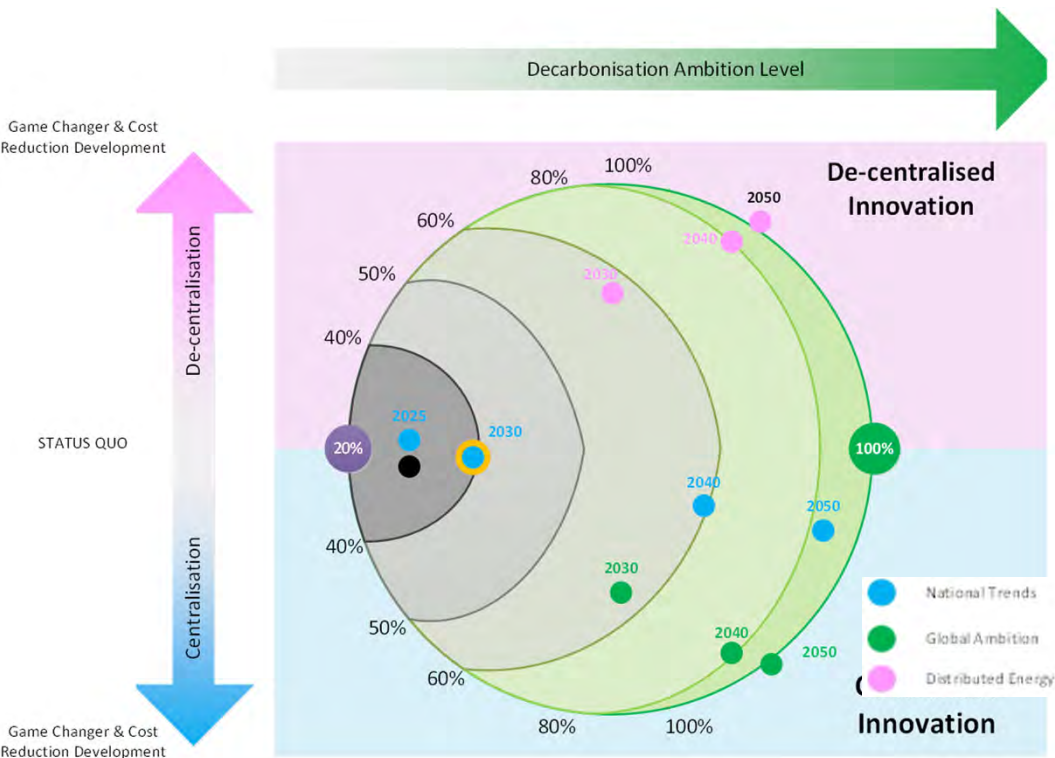 Decarbonisation Ambition Level
Game Changer & Cost
Reduction Development
De-centralised
Innovation
100%
80%
2050
60%
2040
50%
2030
De-centralisation
40%
2025
2030
STATUS QUO
20%
100%
2040
2050
40%
Centralisation
2030
National Trends
50%
2040
Global Ambition
2050
60%
Distributed Energy
80%
100%
Innovation
Game Changer & Cost
Reduction Development